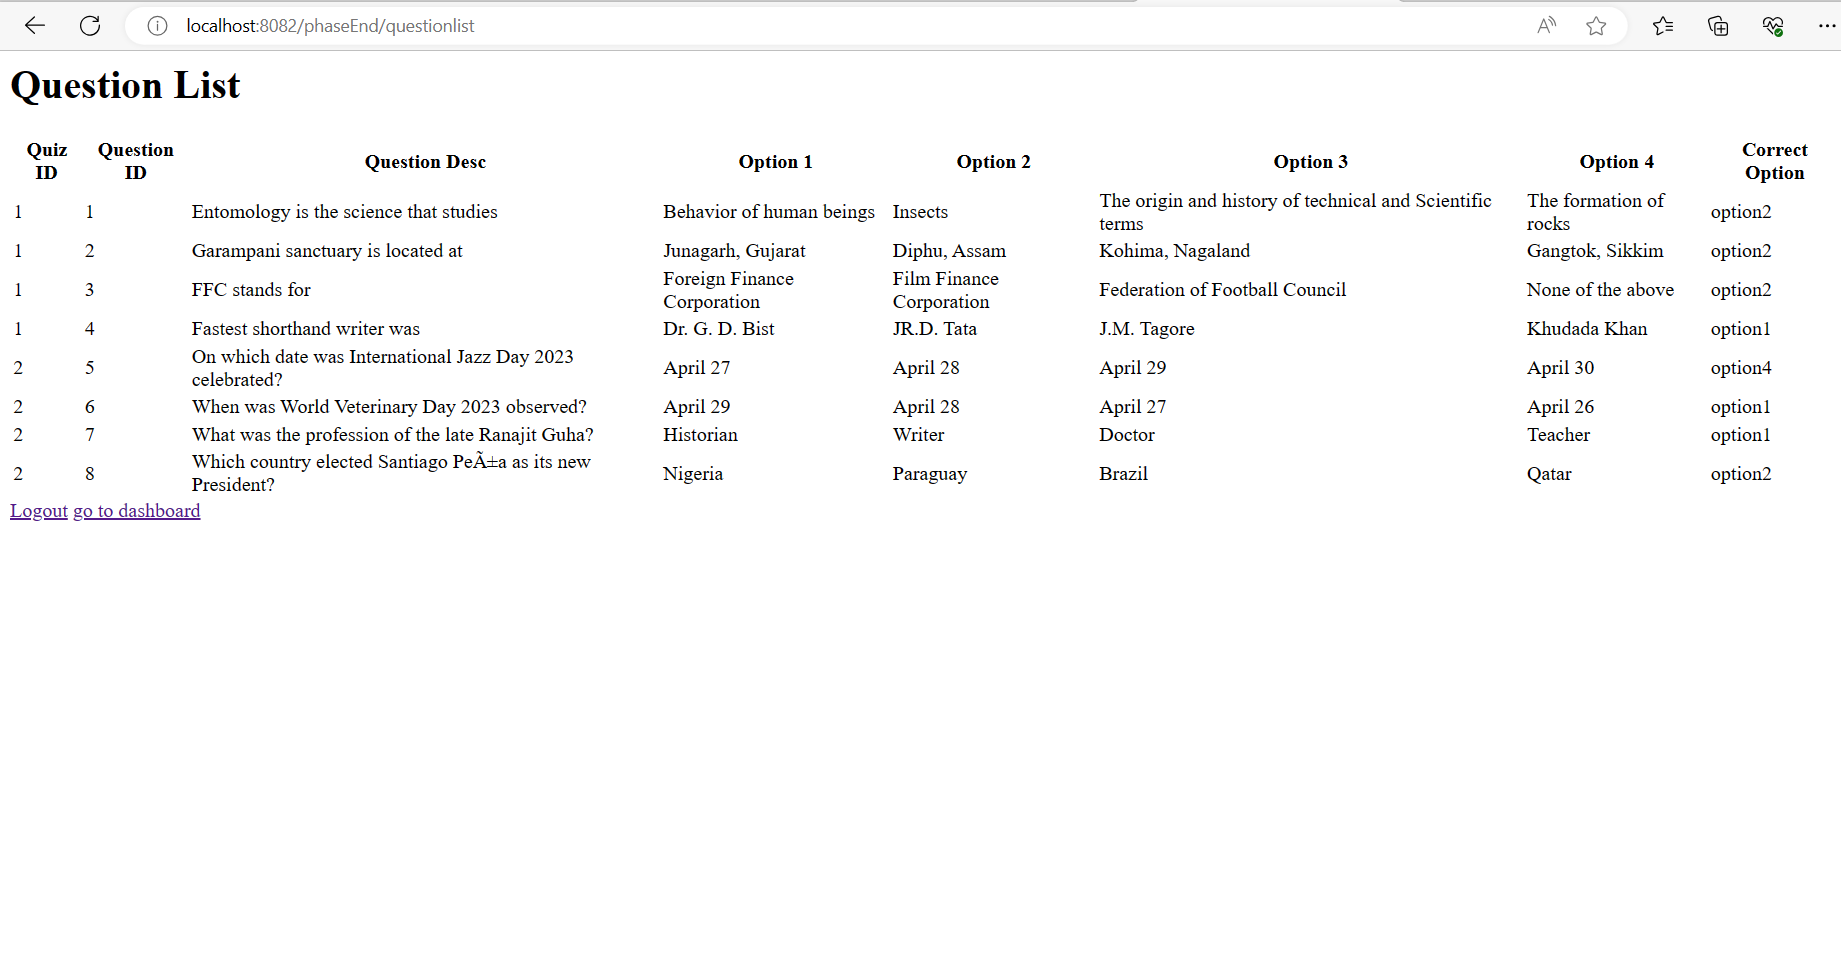 localhost:8082/phaseEnd/questionlist
Question List
Quiz ID Question ID Question Desc Option 1 Option 2 Option 3 Option 4 Correct Option
1 1 Entomology is the science that studies Behavior of human beings Insects The origin and history of technical and Scientific terms The formation of rocks option2
1 2 Garampani sanctuary is located at Junagarh, Gujarat Diphu, Assam Kohima, Nagaland Gangtok, Sikkim option2
1 3 FFC stands for Foreign Finance Corporation Film Finance Corporation Federation of Football Council None of the above option2
1 4 Fastest shorthand writer was Dr. G. D. Bist JR.D. Tata J.M. Tagore Khudada Khan option1
2 5 On which date was International Jazz Day 2023 celebrated? April 27 April 28 April 29 April 30 option4
2 6 When was World Veterinary Day 2023 observed? April 29 April 28 April 27 April 26 option1
2 7 What was the profession of the late Ranajit Guha? Historian Writer Doctor Teacher option1
2 8 Which country elected Santiago PeÃ±a as its new President? Nigeria Paraguay Brazil Qatar option2
Logout go to dashboard